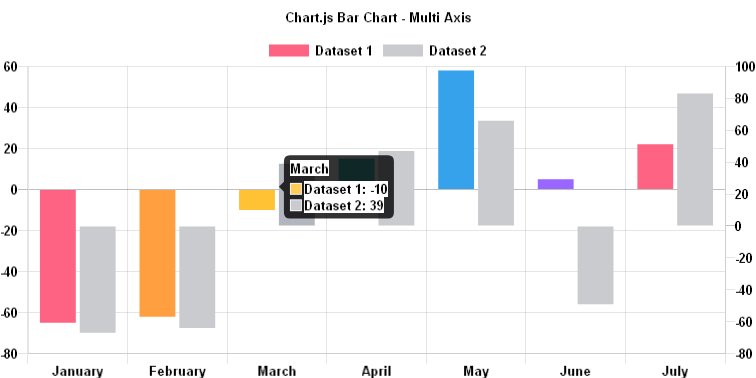 Chart.js Bar Chart - Multi Axis
Dataset 1 Dataset 2
60 100
40 80
20 60
0 40
-20 20
-40 0
-60 -20
-80 -40
-60
-80
March
Dataset 1: -10
Dataset 2: 39
January February March April May June July